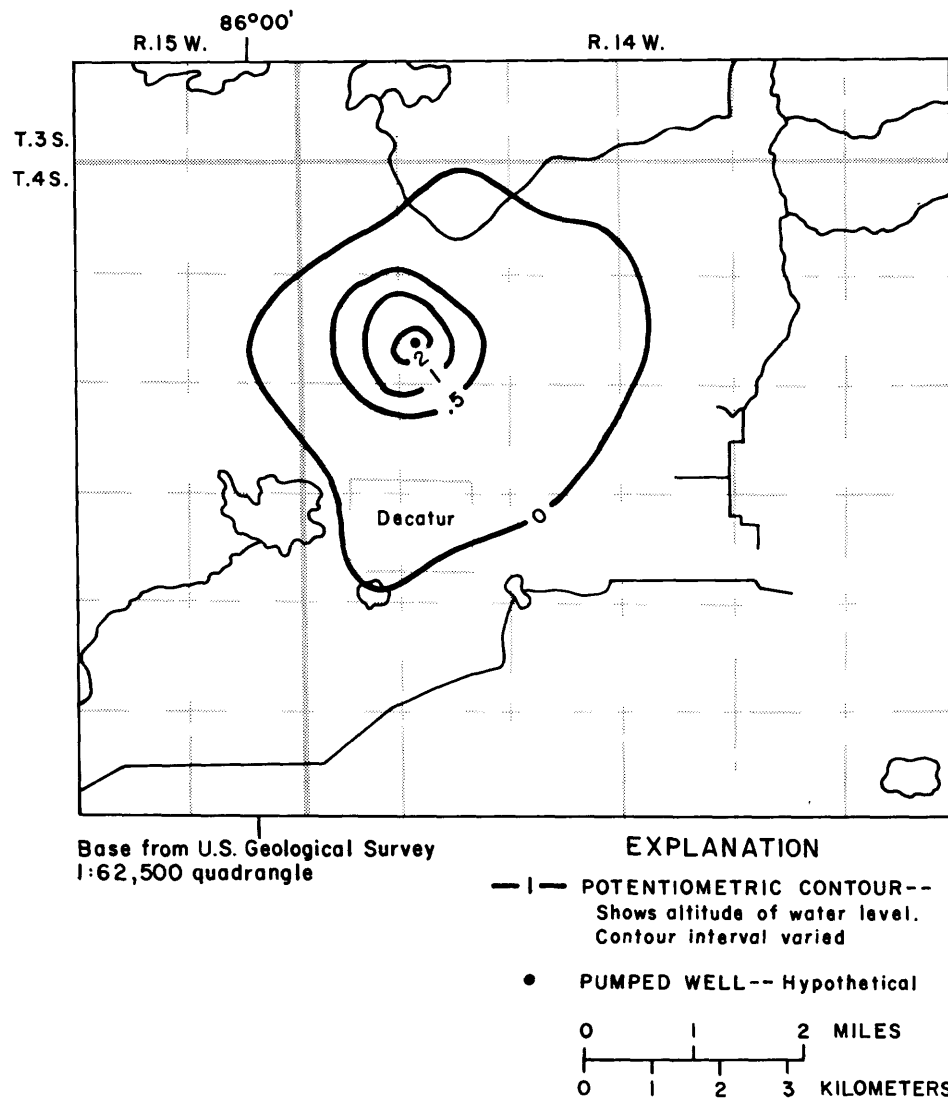 86°00'
R.15 W.
R.14 W.
T.3 S.
T.4 S.
2
1
.5
Decatur
0
Base from U.S. Geological Survey
1:62,500 quadrangle
EXPLANATION
—1— POTENTIOMETRIC CONTOUR--
Shows altitude of water level.
Contour interval varied
PUMPED WELL-- Hypothetical
0 1 2 MILES
0 1 2 3 KILOMETERS